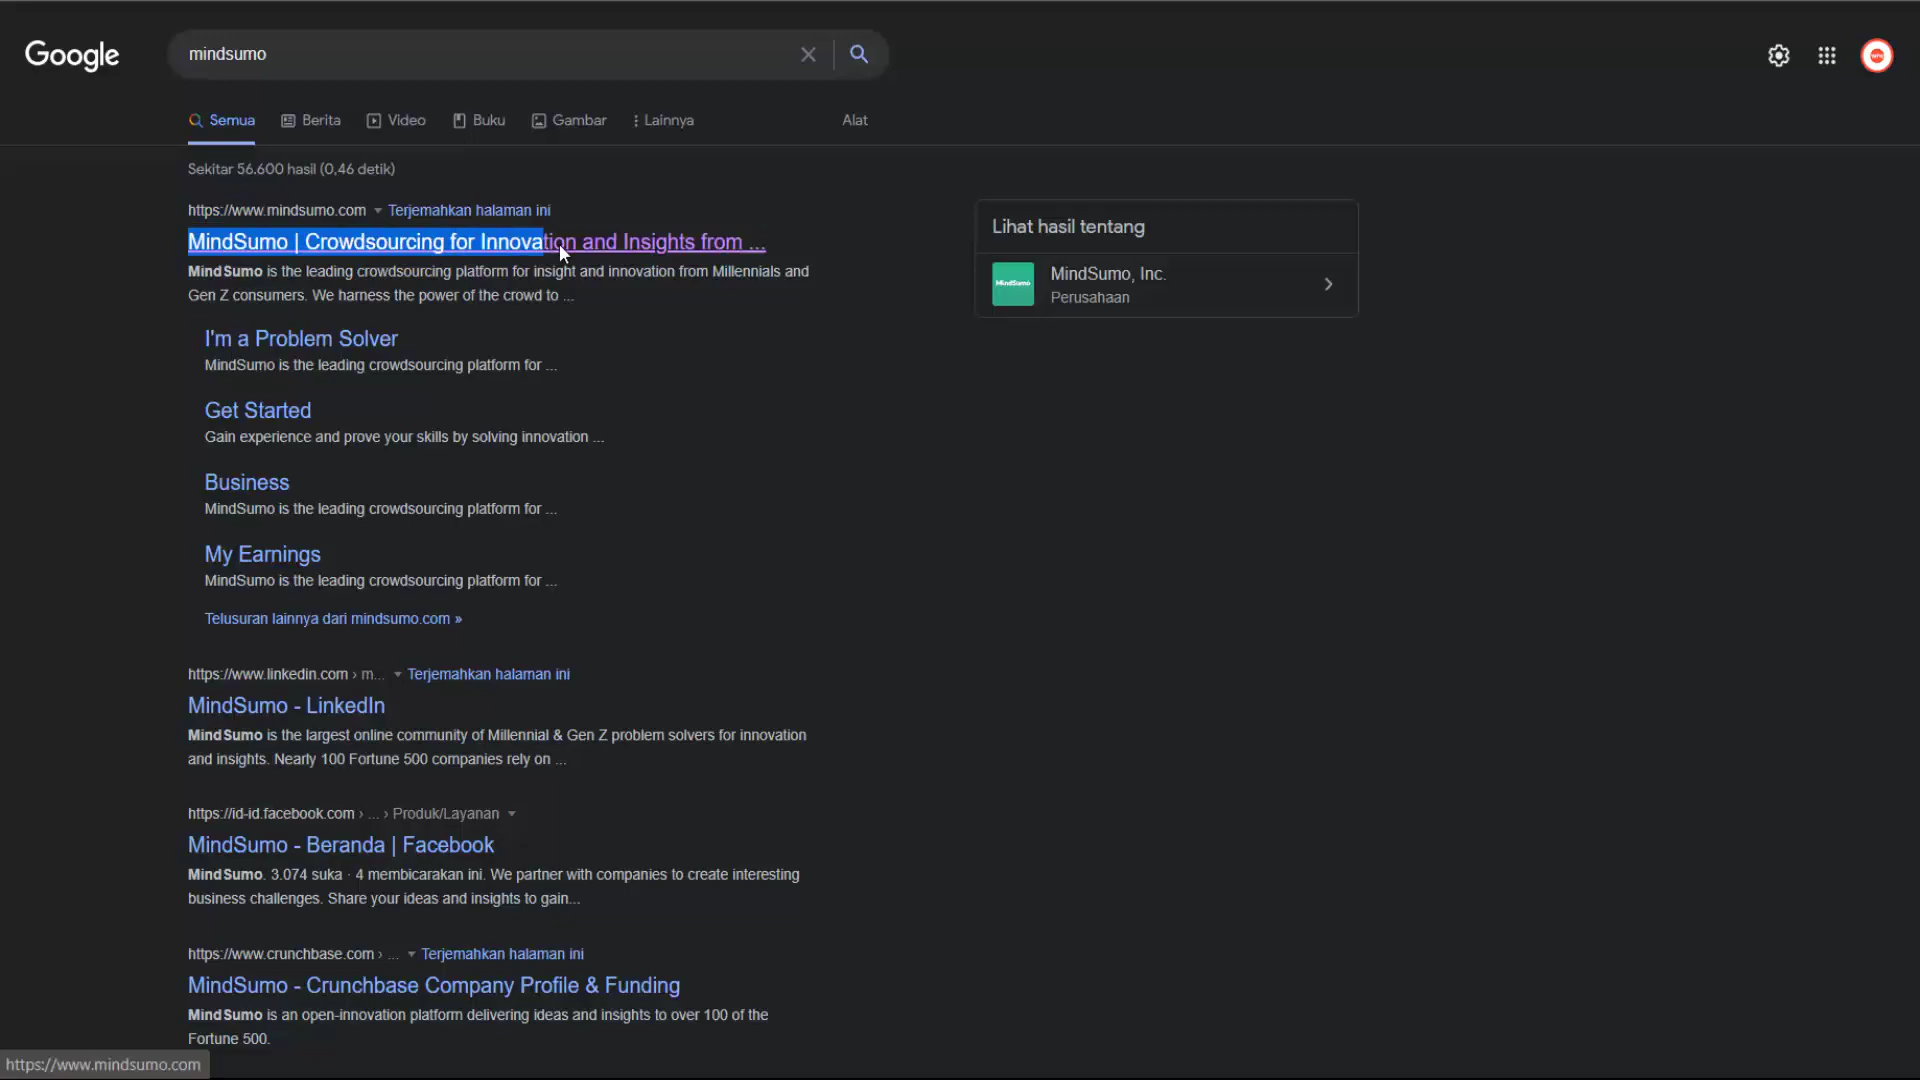 Google
mindsumo
Semua Berita Video Buku Gambar Lainnya Alat
Sekitar 56.600 hasil (0,46 detik)
https://www.mindsumo.com Terjemahkan halaman ini
MindSumo | Crowdsourcing for Innovation and Insights from ...
MindSumo is the leading crowdsourcing platform for insight and innovation from Millennials and
Gen Z consumers. We harness the power of the crowd to ...
I'm a Problem Solver
MindSumo is the leading crowdsourcing platform for ...
Get Started
Gain experience and prove your skills by solving innovation ...
Business
MindSumo is the leading crowdsourcing platform for ...
My Earnings
MindSumo is the leading crowdsourcing platform for ...
Telusuran lainnya dari mindsumo.com »
https://www.linkedin.com › m... Terjemahkan halaman ini
MindSumo - LinkedIn
MindSumo is the largest online community of Millennial & Gen Z problem solvers for innovation
and insights. Nearly 100 Fortune 500 companies rely on ...
https://id-id.facebook.com › ... › Produk/Layanan
MindSumo - Beranda | Facebook
MindSumo. 3.074 suka · 4 membicarakan ini. We partner with companies to create interesting
business challenges. Share your ideas and insights to gain...
https://www.crunchbase.com › ... Terjemahkan halaman ini
MindSumo - Crunchbase Company Profile & Funding
MindSumo is an open-innovation platform delivering ideas and insights to over 100 of the
Fortune 500.
Lihat hasil tentang
MindSumo
MindSumo, Inc.
Perusahaan
https://www.mindsumo.com